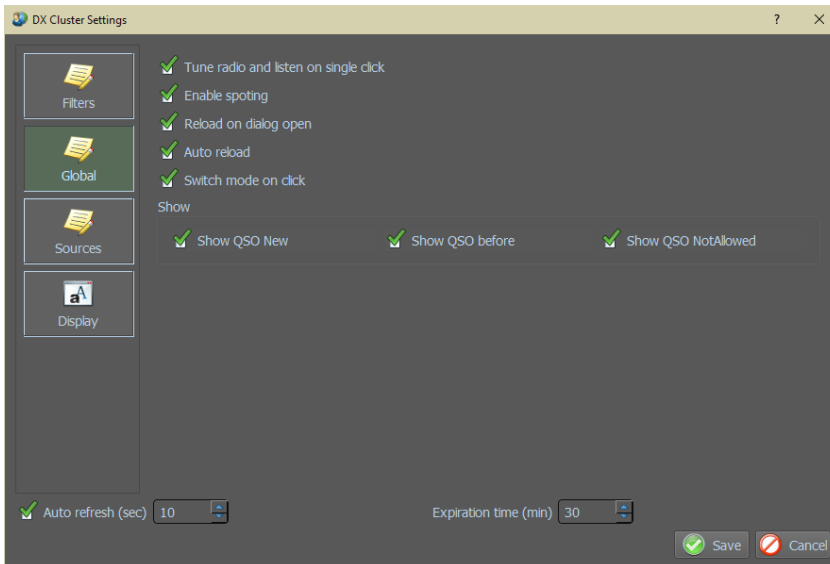 DX Cluster Settings
?
Filters
Global
Sources
aA
Display
Tune radio and listen on single click
Enable spoting
Reload on dialog open
Auto reload
Switch mode on click
Show
Show QSO New Show QSO before Show QSO NotAllowed
Auto refresh (sec) 10 Expiration time (min) 30
Save Cancel